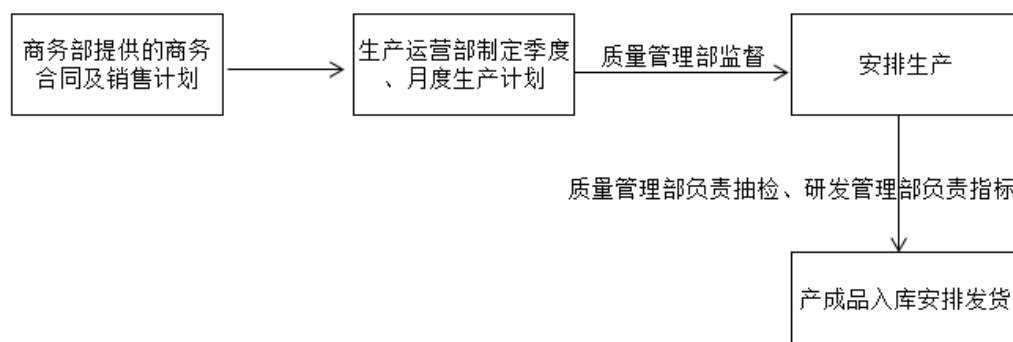 商务部提供的商务
合同及销售计划
生产运营部制定季度
、月度生产计划
质量管理部监督
安排生产
质量管理部负责抽检、研发管理部负责指标
产成品入库安排发货